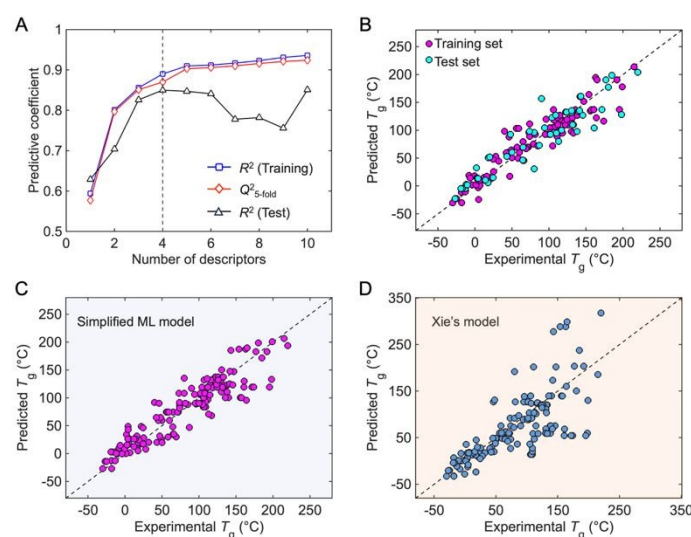 A
Predictive coefficient
1
0.9
0.8
0.7
0.6
0.5
0 2 4 6 8 10
Number of descriptors
R² (Training)
Q²5-fold
R² (Test)
B
Predicted Tg (°C)
250
200
150
100
50
0
-50
-50 0 50 100 150 200 250
Experimental Tg (°C)
Training set
Test set
C
Simplified ML model
Predicted Tg (°C)
250
200
150
100
50
0
-50
-50 0 50 100 150 200 250
Experimental Tg (°C)
D
Xie's model
Predicted Tg (°C)
350
250
150
50
-50
-50 50 150 250 350
Experimental Tg (°C)